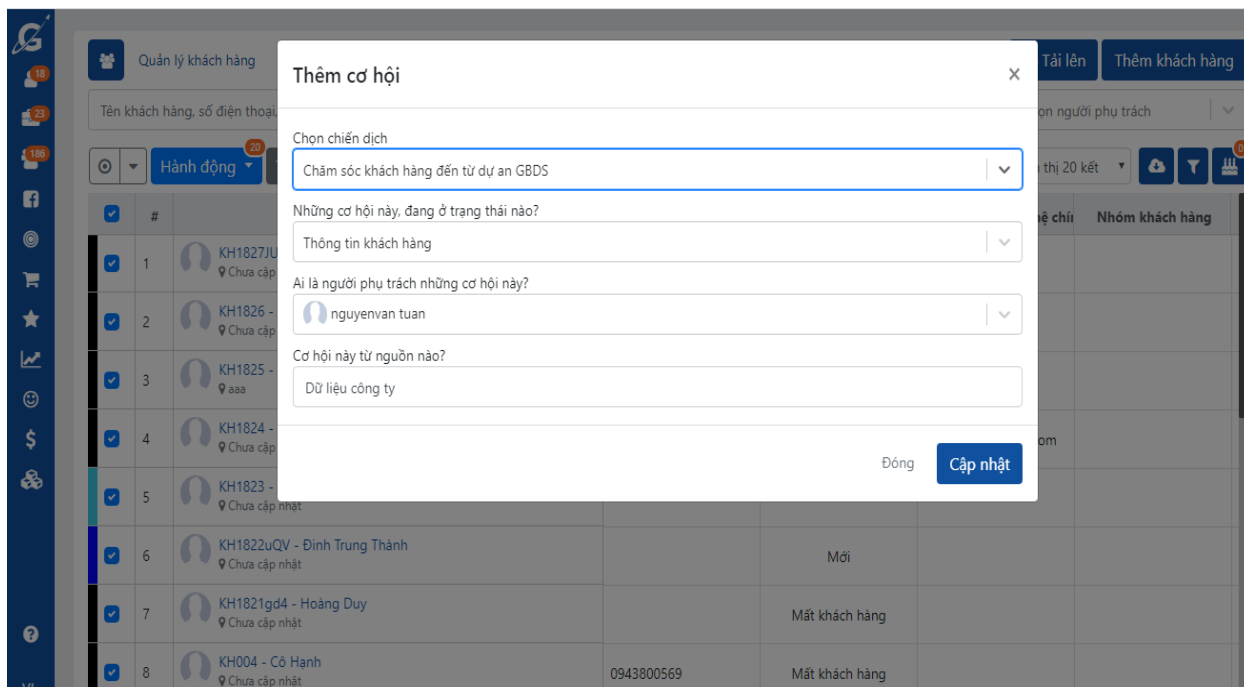 G
18
Quản lý khách hàng
Tải lên
Thêm khách hàng
Thêm cơ hội
×
23
Tên khách hàng, số điện thoại,
ọn người phụ trách
Chọn chiến dịch
Chăm sóc khách hàng đến từ dự an GBDS
186
Hành động
20
thị 20 kết
0
Những cơ hội này, đang ở trạng thái nào?
Thông tin khách hàng
#
ệ chí
Nhóm khách hàng
1
KH1827JU
Chưa cập
Ai là người phụ trách những cơ hội này?
nguyenvan tuan
2
KH1826 -
Chưa cập
Cơ hội này từ nguồn nào?
Dữ liệu công ty
3
KH1825 -
aaa
4
KH1824 -
Chưa cập
om
Đóng
Cập nhật
5
KH1823 -
Chưa cập nhật
6
KH1822uQV - Đinh Trung Thành
Chưa cập nhật
Mới
7
KH1821gd4 - Hoàng Duy
Chưa cập nhật
Mất khách hàng
8
KH004 - Cô Hạnh
Chưa cập nhật
0943800569
Mất khách hàng